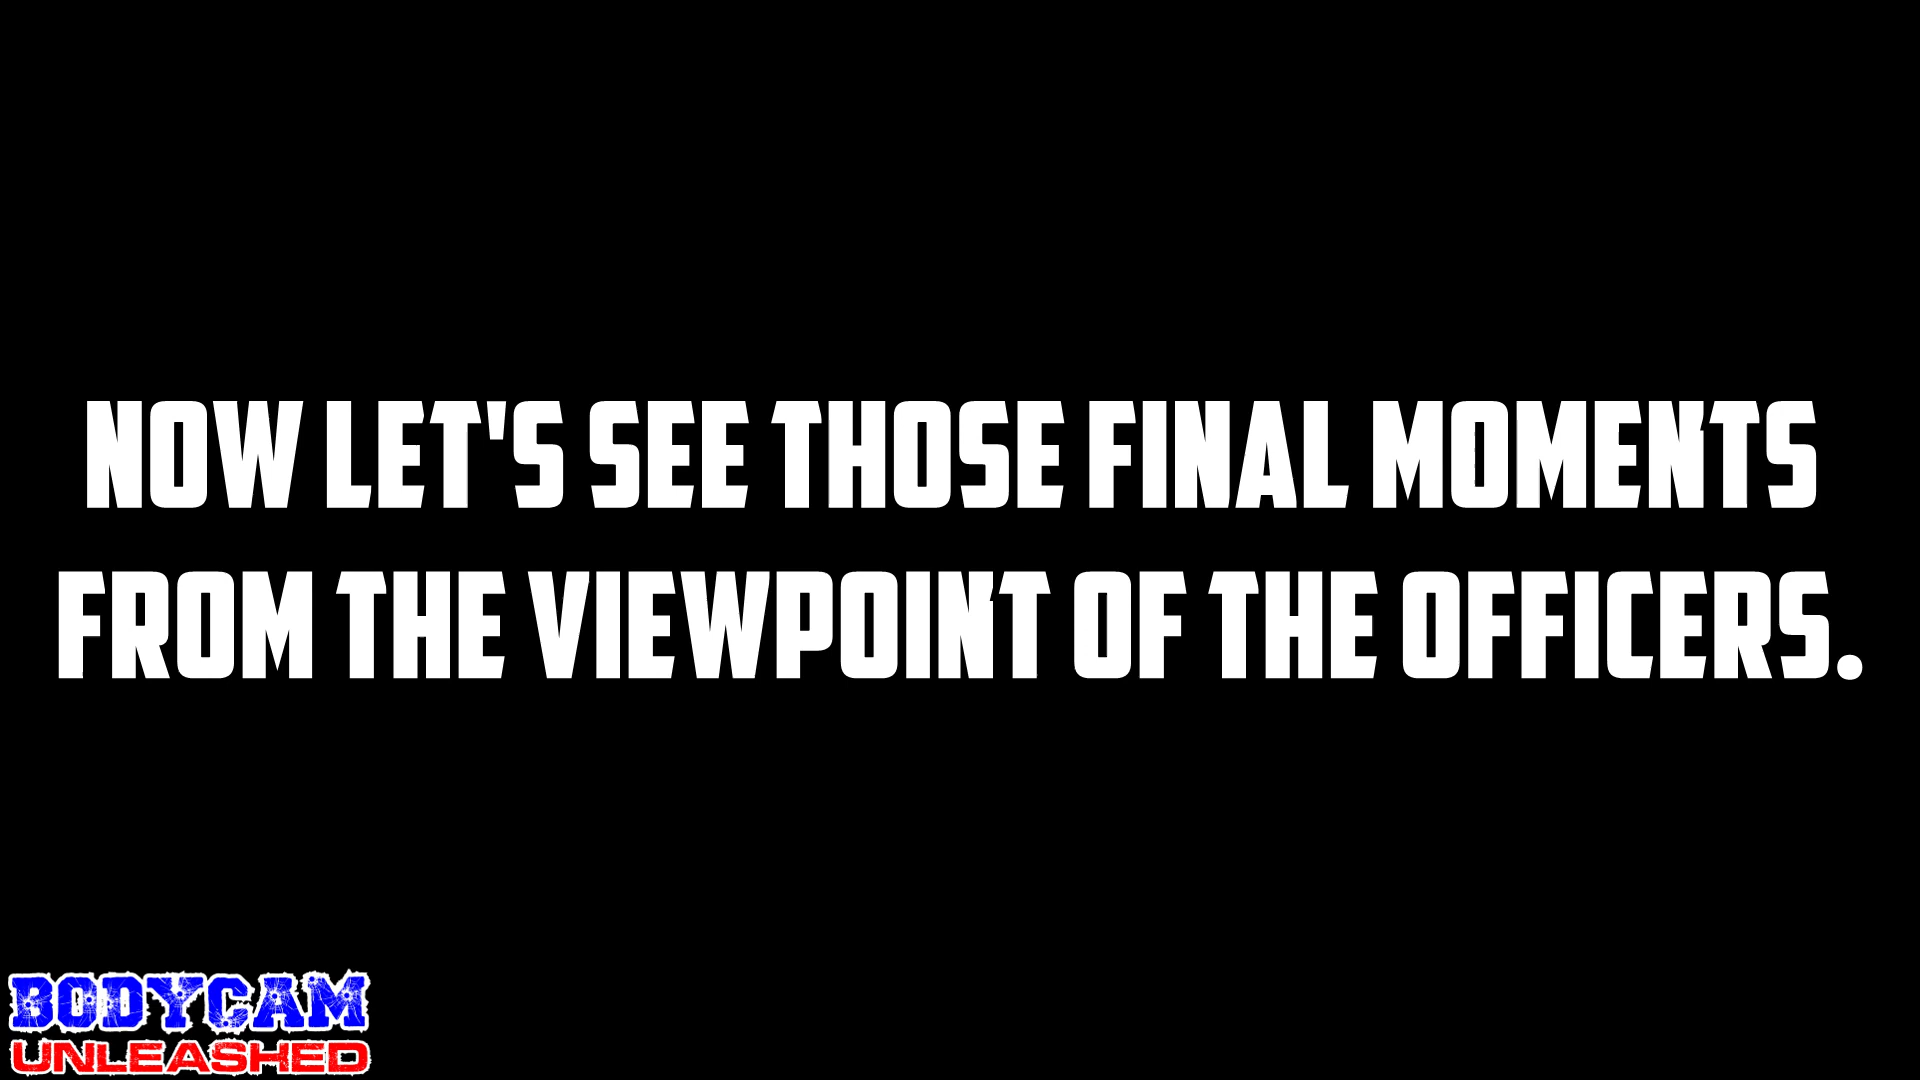 NOW LET'S SEE THOSE FINAL MOMENTS
FROM THE VIEWPOINT OF THE OFFICERS.
BODYCAM
UNLEASHED